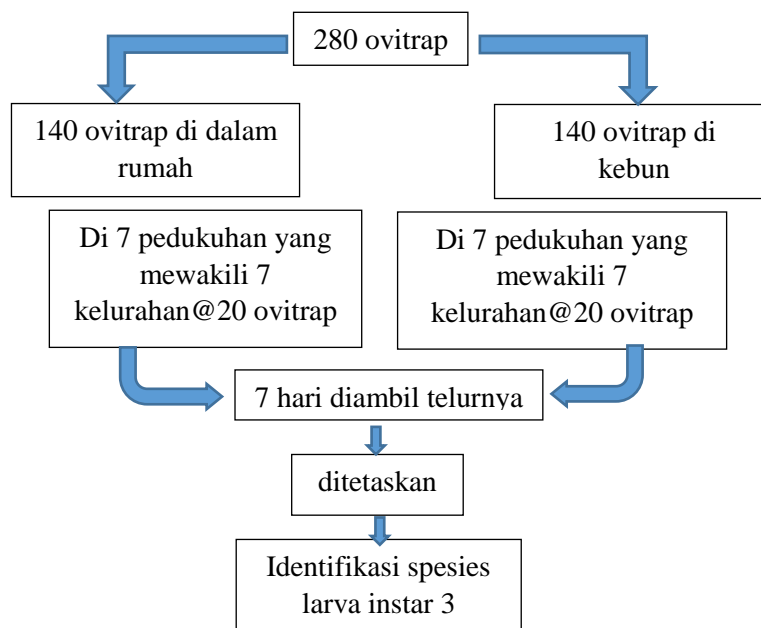 280 ovitrap
140 ovitrap di dalam
rumah
140 ovitrap di
kebun
Di 7 pedukuhan yang
mewakili 7
kelurahan@20 ovitrap
Di 7 pedukuhan yang
mewakili 7
kelurahan@20 ovitrap
7 hari diambil telurnya
ditetaskan
Identifikasi spesies
larva instar 3